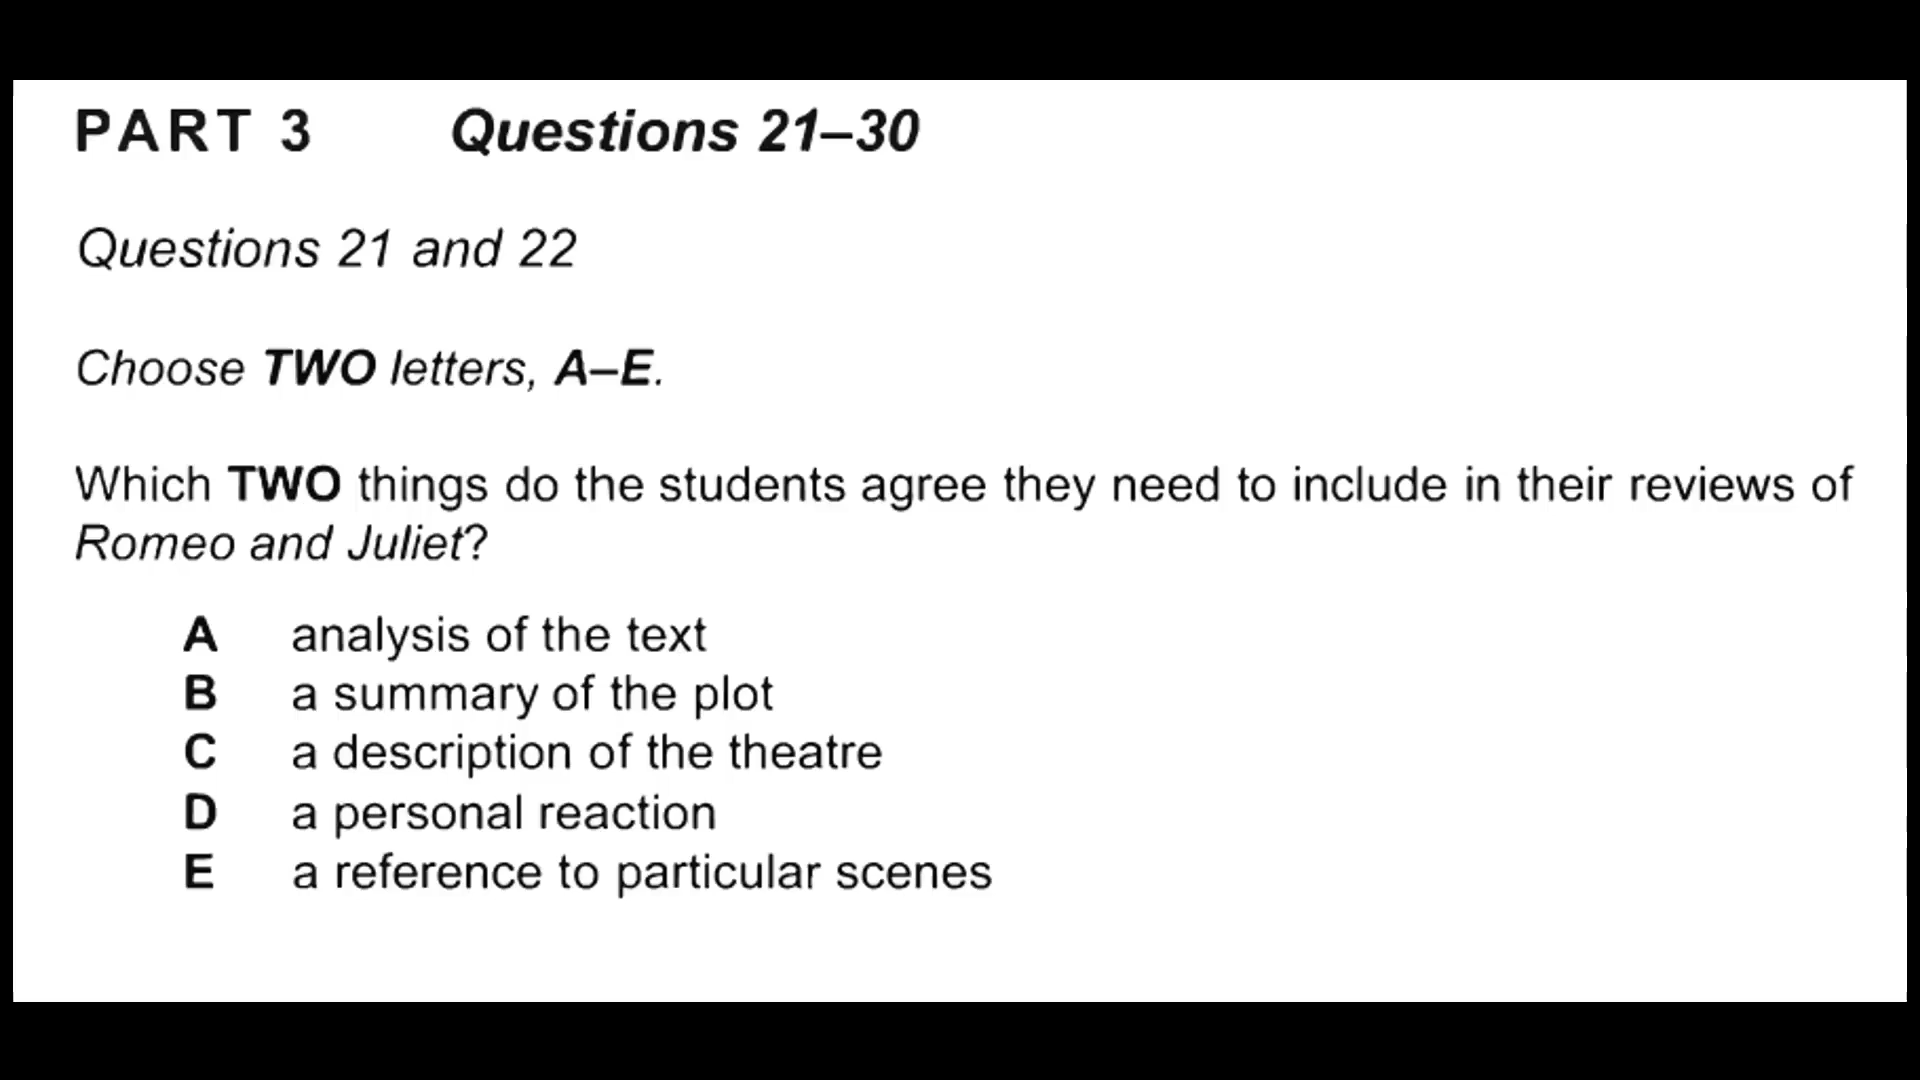 PART 3 Questions 21–30
Questions 21 and 22
Choose TWO letters, A–E.
Which TWO things do the students agree they need to include in their reviews of
Romeo and Juliet?
A analysis of the text
B a summary of the plot
C a description of the theatre
D a personal reaction
E a reference to particular scenes